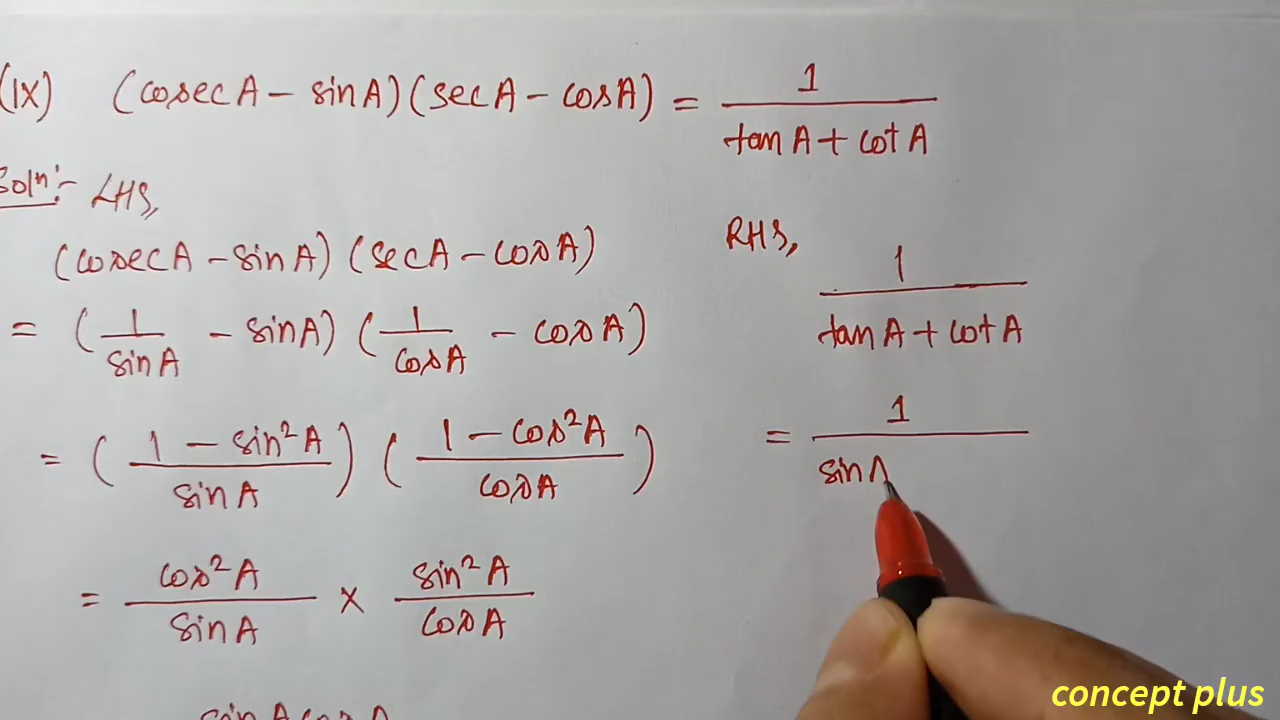 (ix) (cosecA - sinA)(secA - cosA) = 1/(tanA + cotA)
Solⁿ:- LHS,
(cosecA - sinA)(secA - cosA)
= (1/sinA - sinA)(1/cosA - cosA)
= ((1 - sin²A)/sinA)((1 - cos²A)/cosA)
= cos²A/sinA × sin²A/cosA
sinA cosA
RHS,
1/(tanA + cotA)
= 1/sinA
concept plus